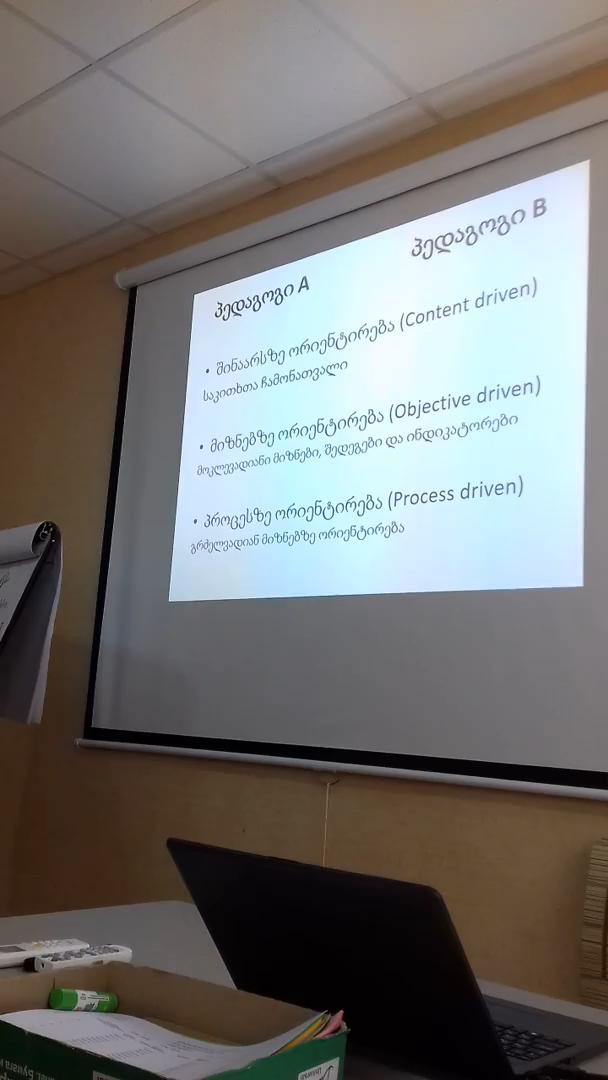 პედაგოგი A
პედაგოგი B
• შინაარსზე ორიენტირება (Content driven)
საკითხთა ჩამონათვალი
• მიზნებზე ორიენტირება (Objective driven)
მოკლევადიანი მიზნები, შედეგები და ინდიკატორები
• პროცესზე ორიენტირება (Process driven)
გრძელვადიან მიზნებზე ორიენტირება